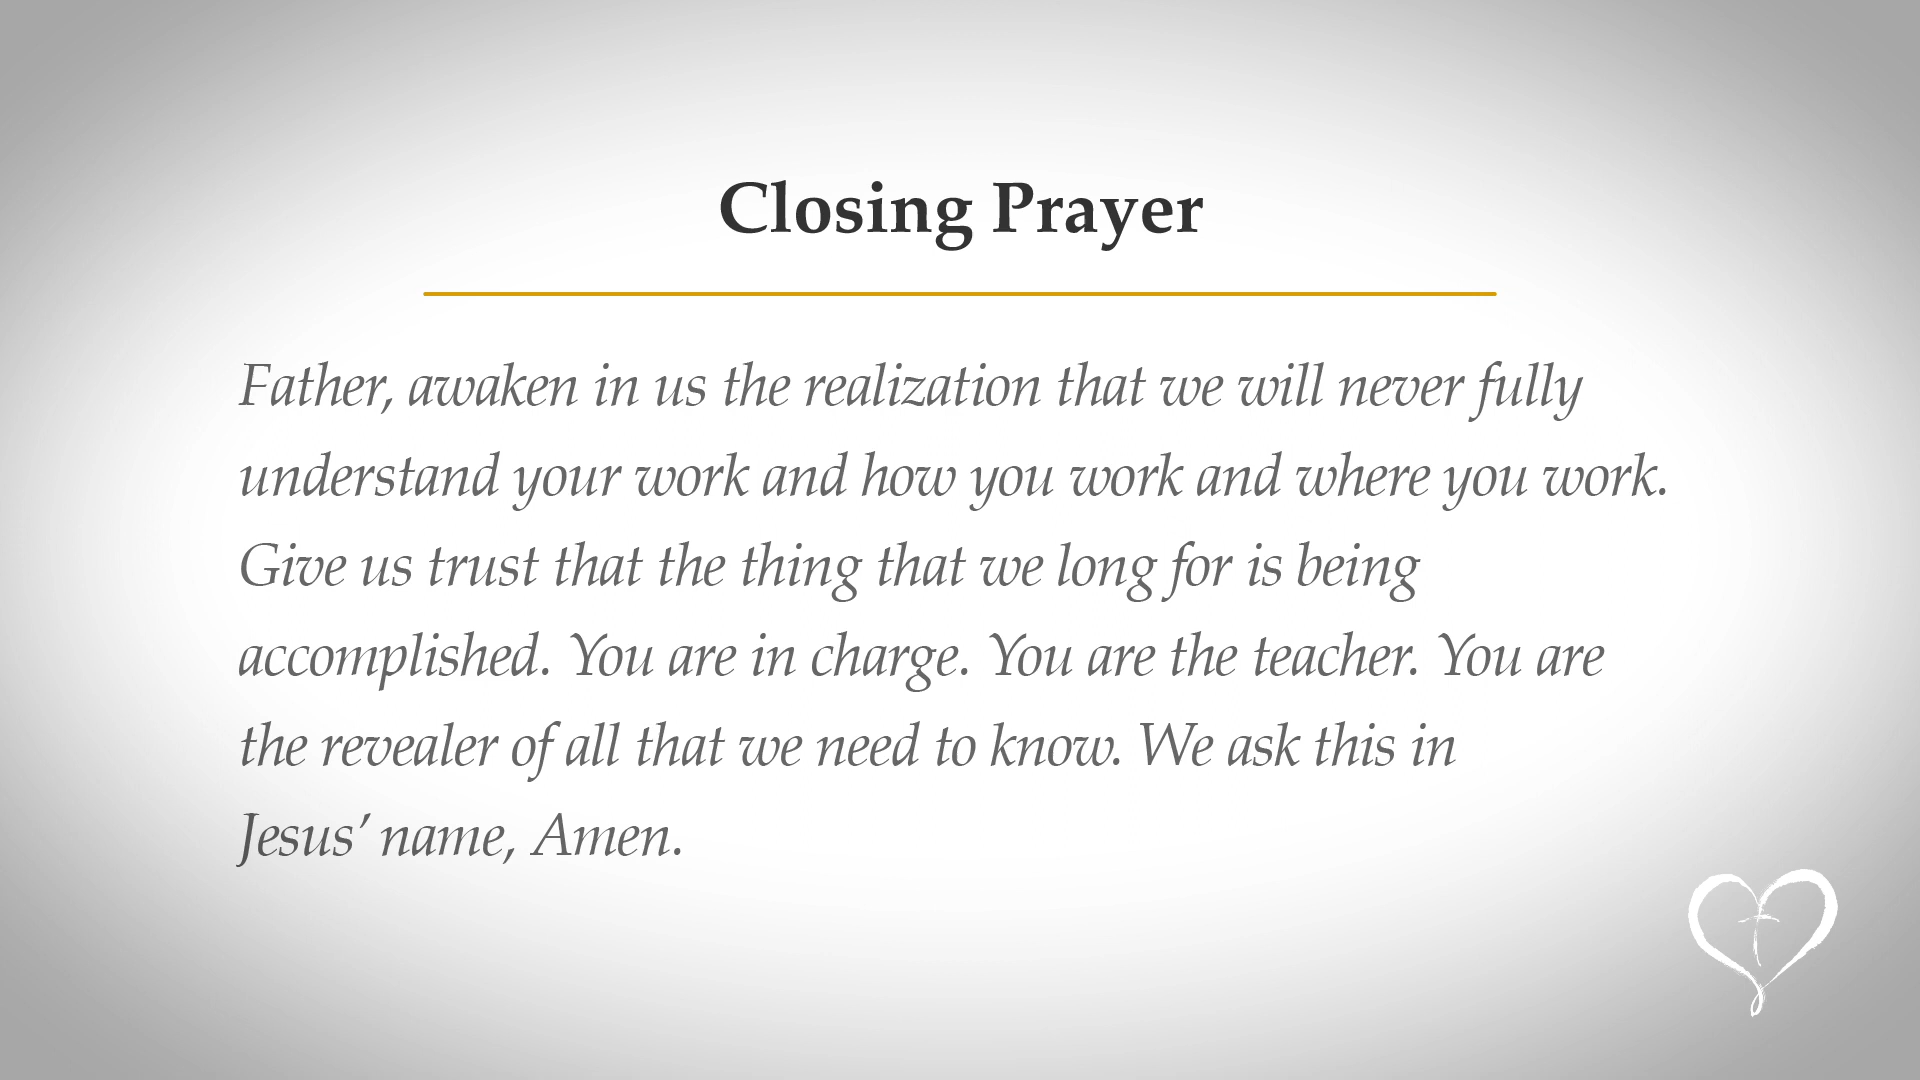 Closing Prayer
Father, awaken in us the realization that we will never fully
understand your work and how you work and where you work.
Give us trust that the thing that we long for is being
accomplished. You are in charge. You are the teacher. You are
the revealer of all that we need to know. We ask this in
Jesus’ name, Amen.